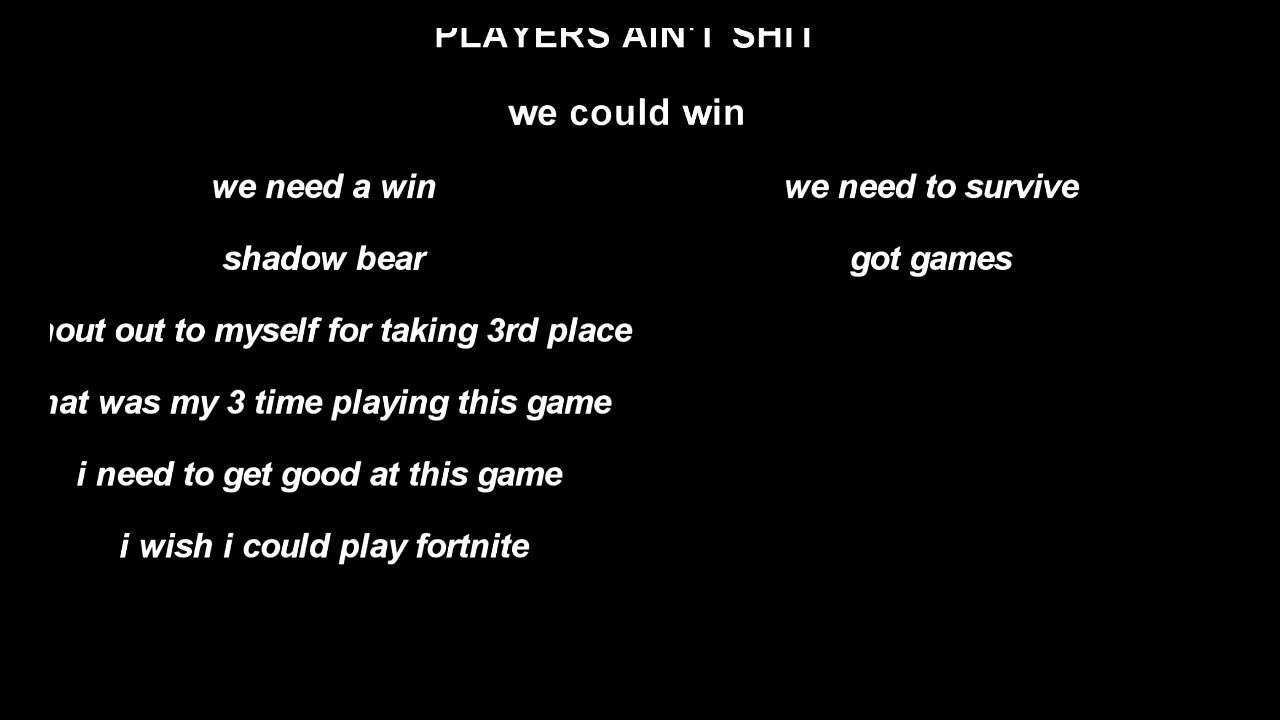 PLAYERS AIN'T SHIT
we could win
we need a win we need to survive
shadow bear got games
out out to myself for taking 3rd place
was my 3 time playing this game
i need to get good at this game
i wish i could play fortnite